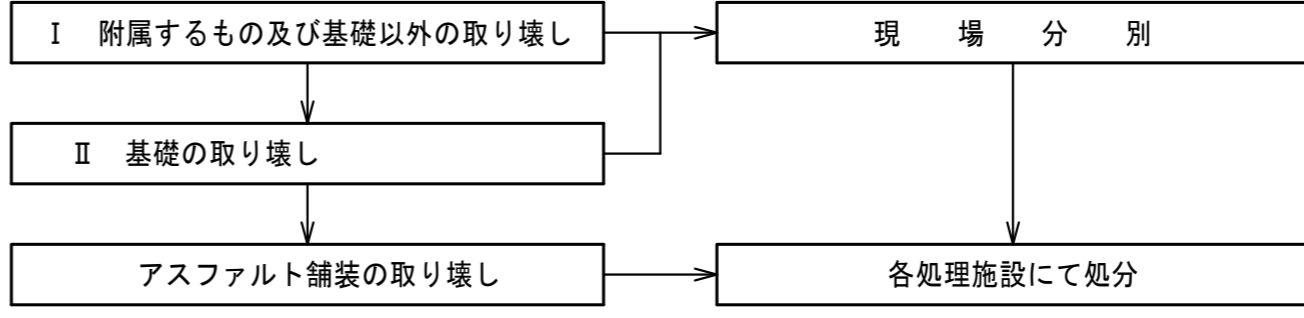 Ⅰ　附属するもの及び基礎以外の取り壊し
現　場　分　別
Ⅱ　基礎の取り壊し
アスファルト舗装の取り壊し
各処理施設にて処分